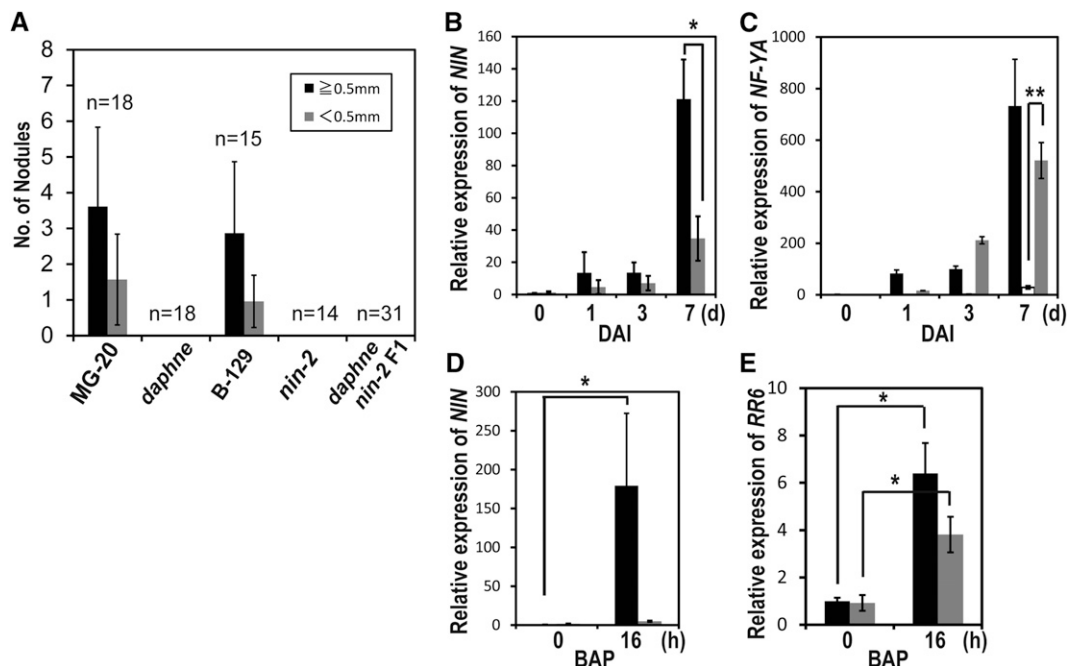 A
No. of Nodules
8
7
6
5
4
3
2
1
0
≧0.5mm
<0.5mm
n=18
n=18
n=15
n=14
n=31
MG-20
daphne
B-129
nin-2
daphne
nin-2 F1
B
Relative expression of NIN
160
140
120
100
80
60
40
20
0
*
0 1 3 7 (d)
DAI
C
Relative expression of NF-YA
1000
800
600
400
200
0
**
0 1 3 7 (d)
DAI
D
Relative expression of NIN
300
250
200
150
100
50
0
*
0 16 (h)
BAP
E
Relative expression of RR6
10
8
6
4
2
0
*
*
0 16 (h)
BAP